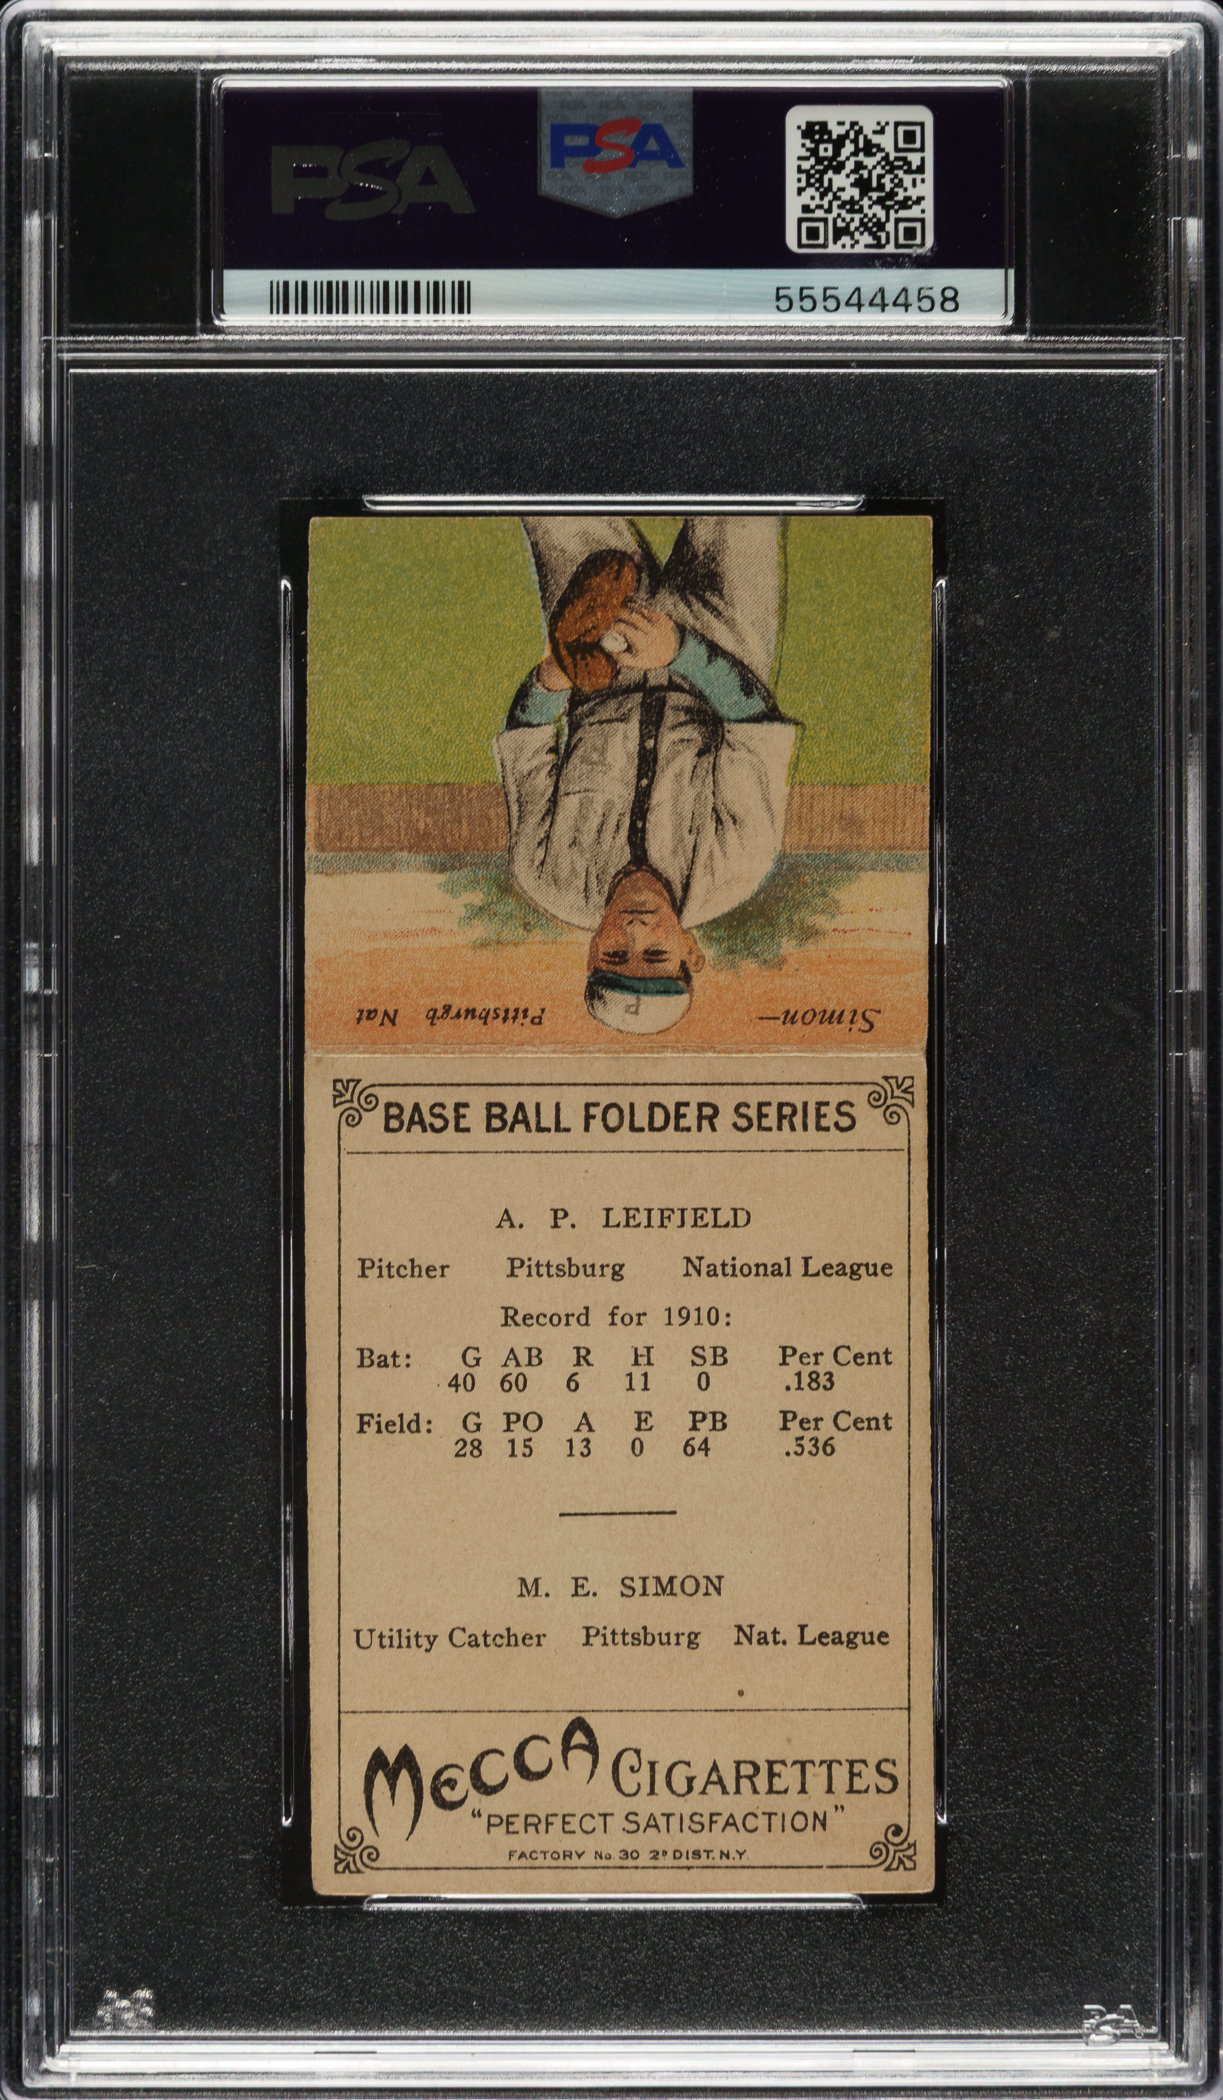 PSA
PSA
55544458
Simon—
Pittsburgh Nat
BASE BALL FOLDER SERIES
A. P. LEIFIELD
Pitcher Pittsburg National League
Record for 1910:
Bat: G AB R H SB Per Cent
40 60 6 11 0 .183
Field: G PO A E PB Per Cent
28 15 13 0 64 .536
M. E. SIMON
Utility Catcher Pittsburg Nat. League
MECCA CIGARETTES
"PERFECT SATISFACTION"
FACTORY No. 30 2D DIST. N.Y.
PSA